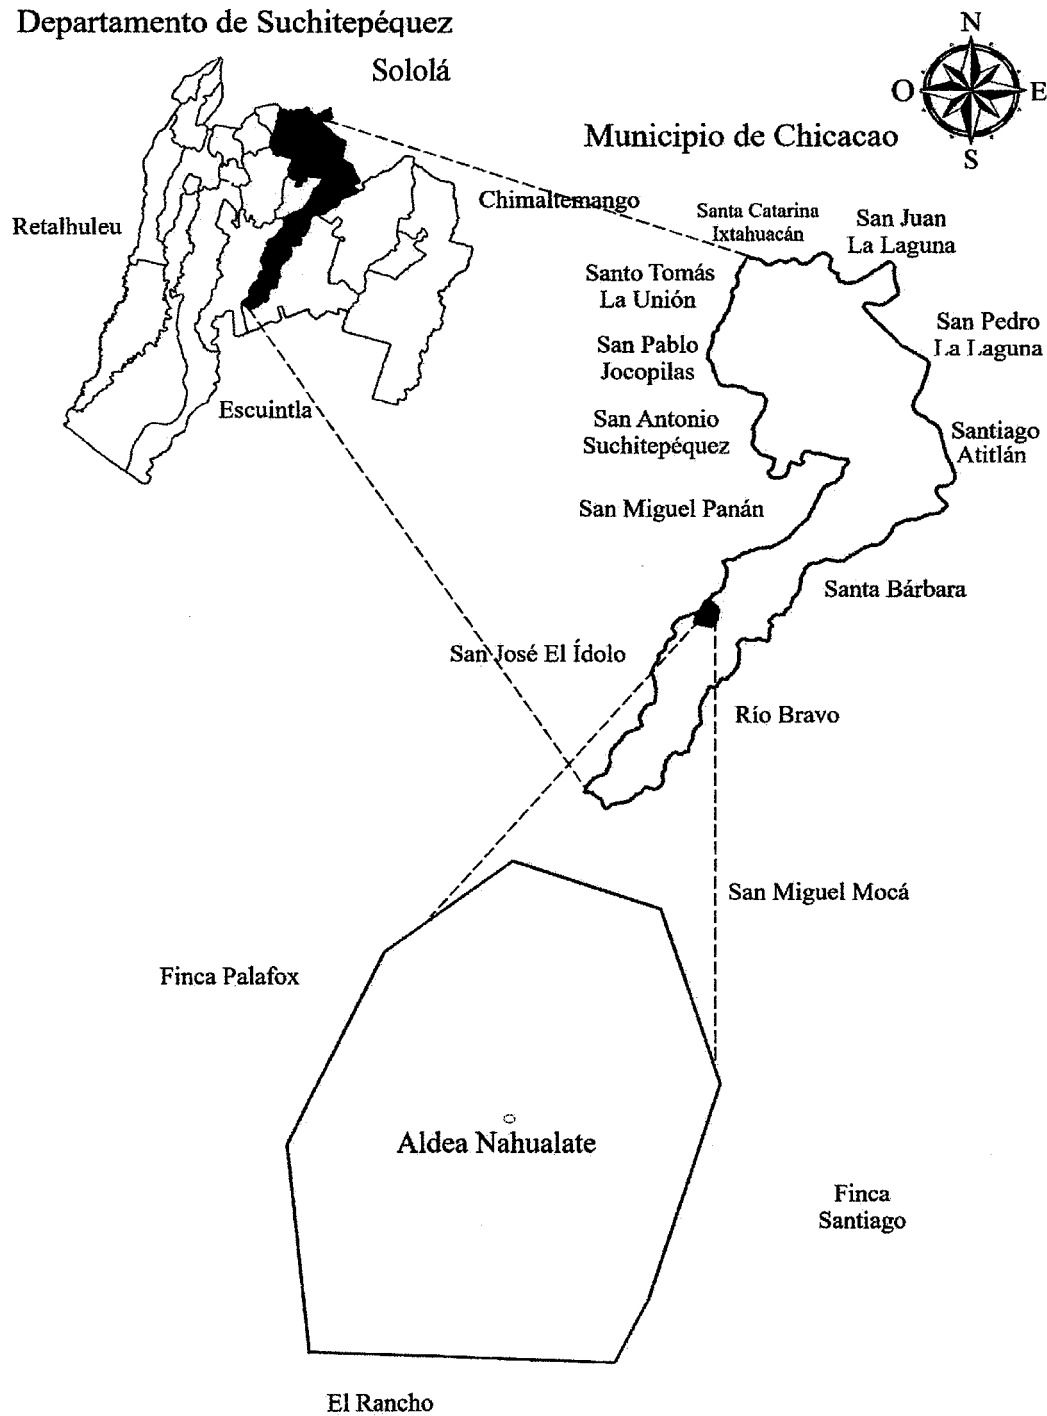 Departamento de Suchitepéquez
Sololá
N
O
E
S
Municipio de Chicacao
Chimaltemango
Retalhuleu
Santa Catarina
Ixtahuacán
San Juan
La Laguna
Santo Tomás
La Unión
San Pedro
La Laguna
San Pablo
Jocopilas
Escuintla
San Antonio
Suchitepéquez
Santiago
Atitlán
San Miguel Panán
Santa Bárbara
San José El Ídolo
Río Bravo
San Miguel Mocá
Finca Palafox
Aldea Nahualate
Finca
Santiago
El Rancho